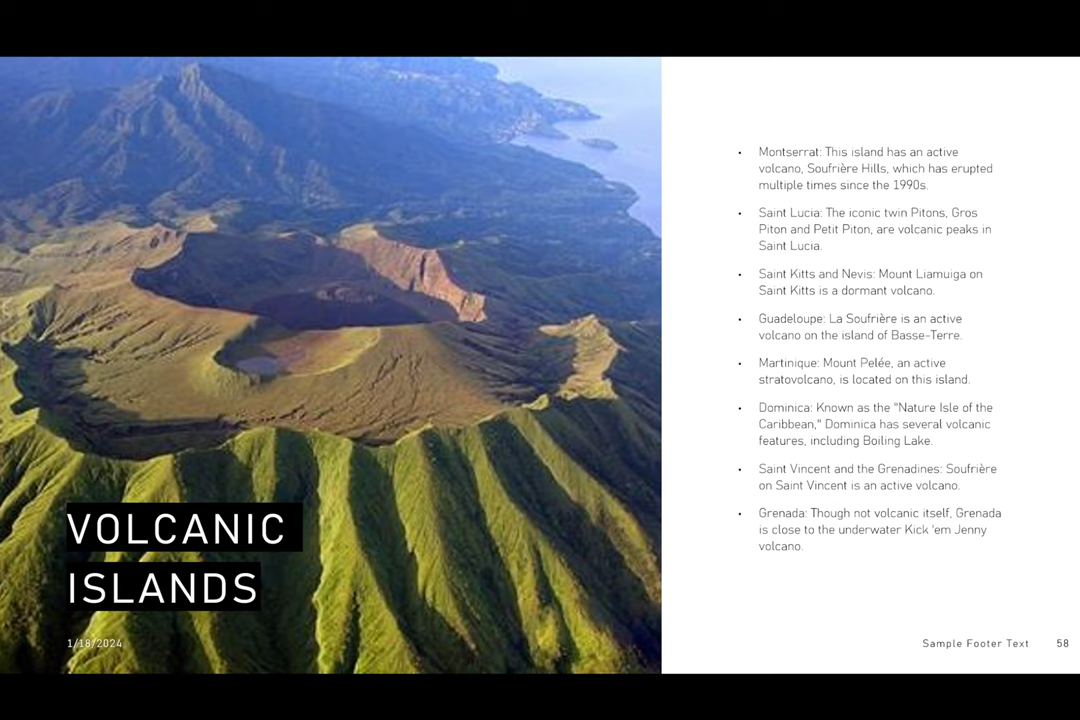 VOLCANIC
ISLANDS
1/18/2024
• Montserrat: This island has an active
volcano, Soufrière Hills, which has erupted
multiple times since the 1990s.
• Saint Lucia: The iconic twin Pitons, Gros
Piton and Petit Piton, are volcanic peaks in
Saint Lucia.
• Saint Kitts and Nevis: Mount Liamuiga on
Saint Kitts is a dormant volcano.
• Guadeloupe: La Soufrière is an active
volcano on the island of Basse-Terre.
• Martinique: Mount Pelée, an active
stratovolcano, is located on this island.
• Dominica: Known as the "Nature Isle of the
Caribbean," Dominica has several volcanic
features, including Boiling Lake.
• Saint Vincent and the Grenadines: Soufrière
on Saint Vincent is an active volcano.
• Grenada: Though not volcanic itself, Grenada
is close to the underwater Kick 'em Jenny
volcano.
Sample Footer Text 58